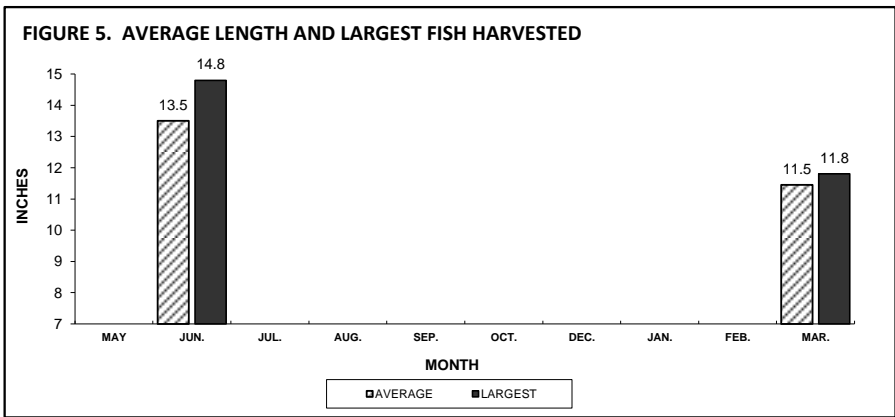 FIGURE 5. AVERAGE LENGTH AND LARGEST FISH HARVESTED
15
14
13
12
11
10
9
8
7
INCHES
13.5
14.8
11.5
11.8
MAY JUN. JUL. AUG. SEP. OCT. DEC. JAN. FEB. MAR.
MONTH
AVERAGE LARGEST